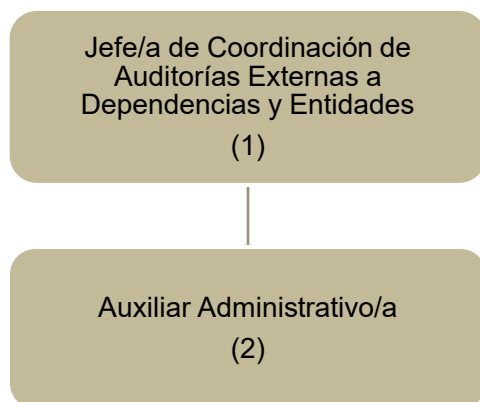 Jefe/a de Coordinación de
Auditorías Externas a
Dependencias y Entidades
(1)
Auxiliar Administrativo/a
(2)